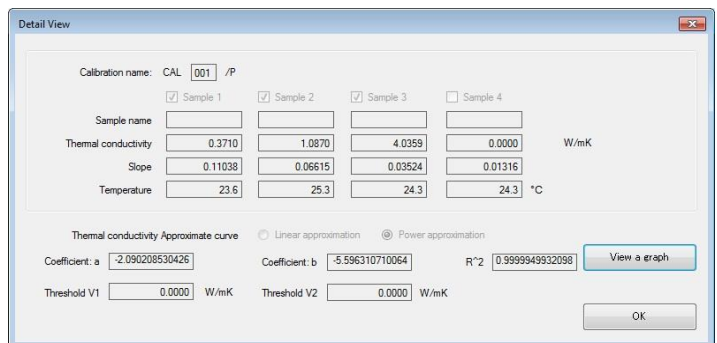 Detail View
Calibration name: CAL 001 /P
Sample 1 Sample 2 Sample 3 Sample 4
Sample name
Thermal conductivity 0.3710 1.0870 4.0359 0.0000 W/mK
Slope 0.11038 0.06615 0.03524 0.01316
Temperature 23.6 25.3 24.3 24.3 °C
Thermal conductivity Approximate curve Linear approximation Power approximation
Coefficient: a -2.090208530426 Coefficient: b -5.596310710064 R^2 0.9999949932098 View a graph
Threshold V1 0.0000 W/mK Threshold V2 0.0000 W/mK
OK